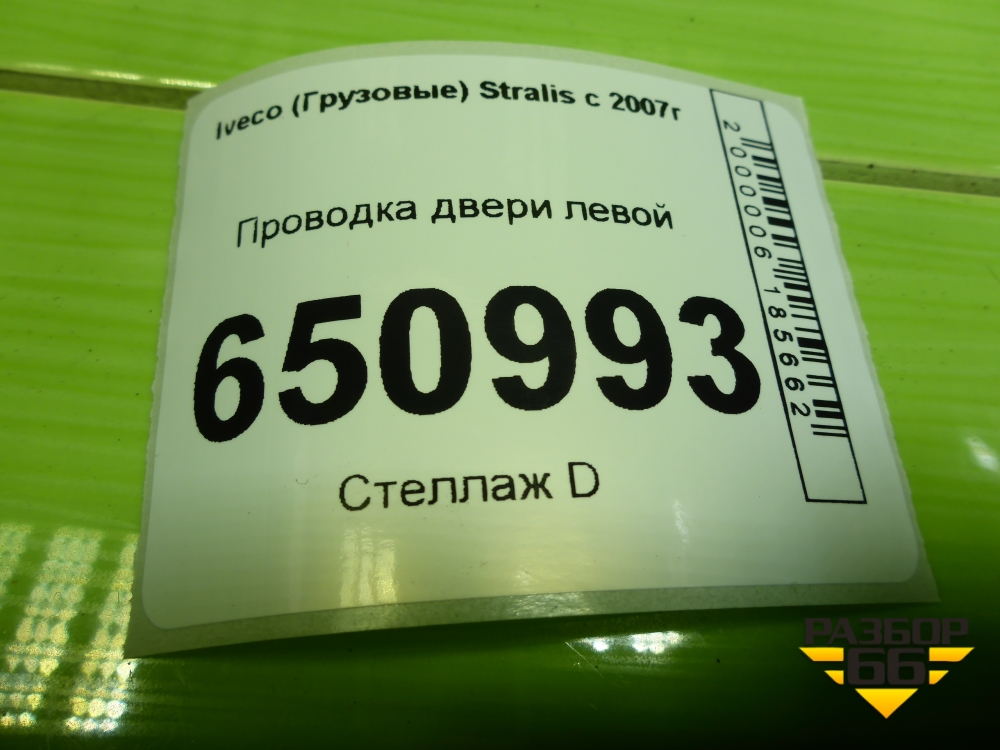 Iveco (Грузовые) Stralis с 2007г
Проводка двери левой
650993
Стеллаж D
2000006185662
РАЗБОР
66